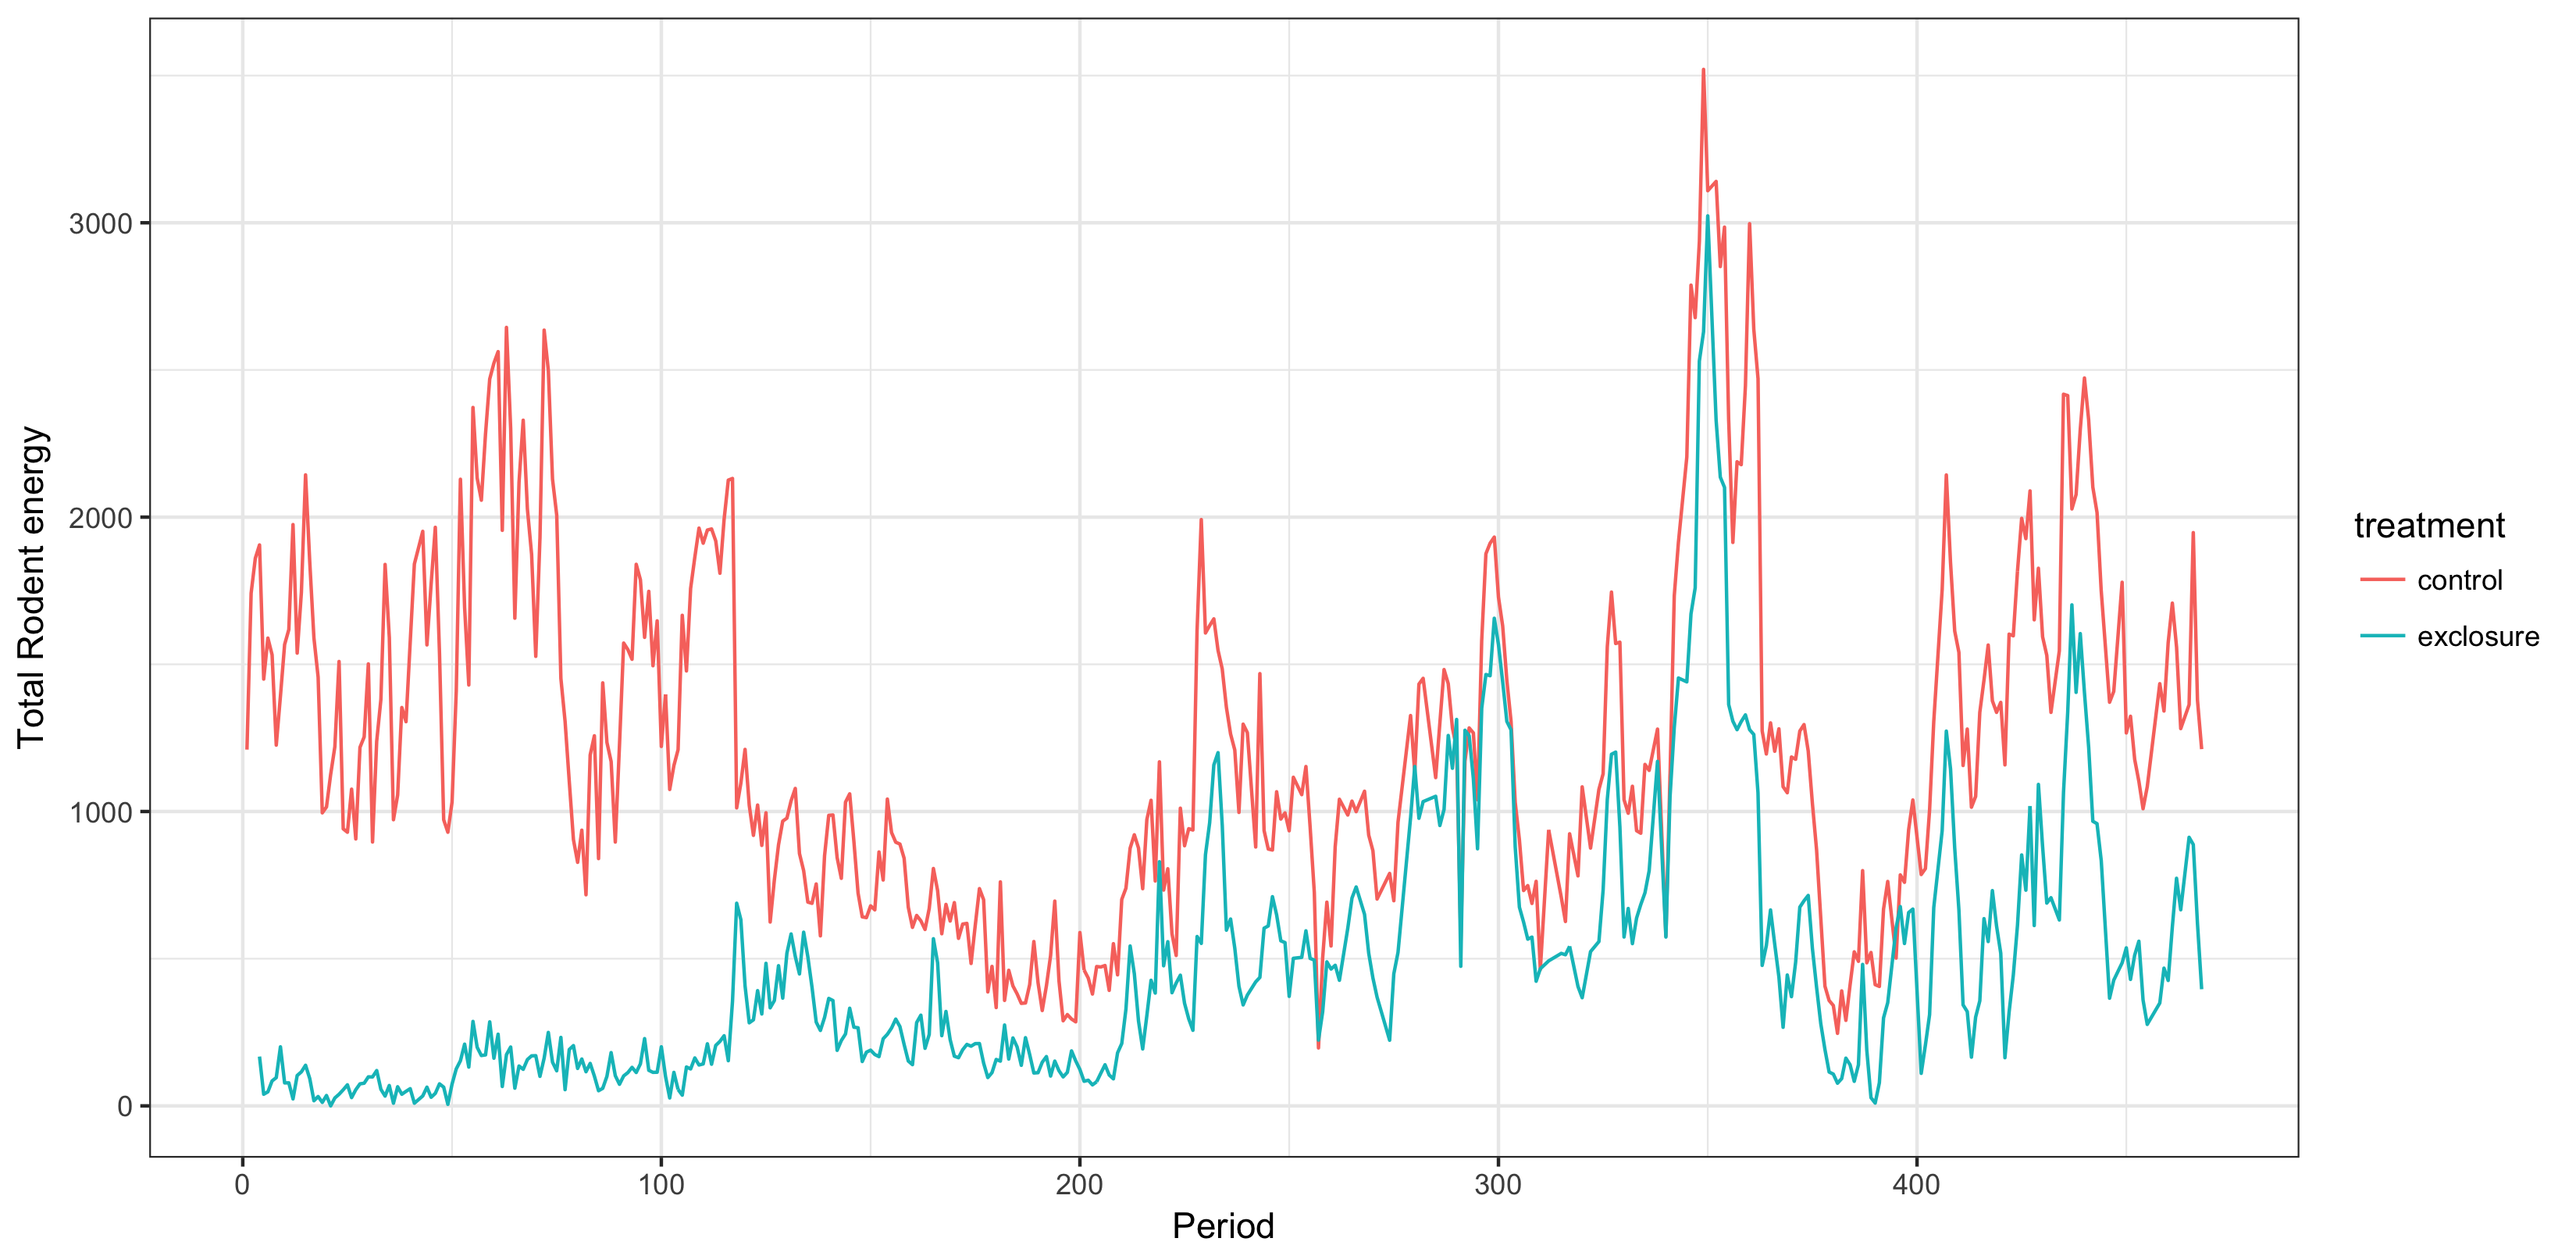 Total Rodent energy
3000
2000
1000
0
0 100 200 300 400
Period
treatment
control
exclosure